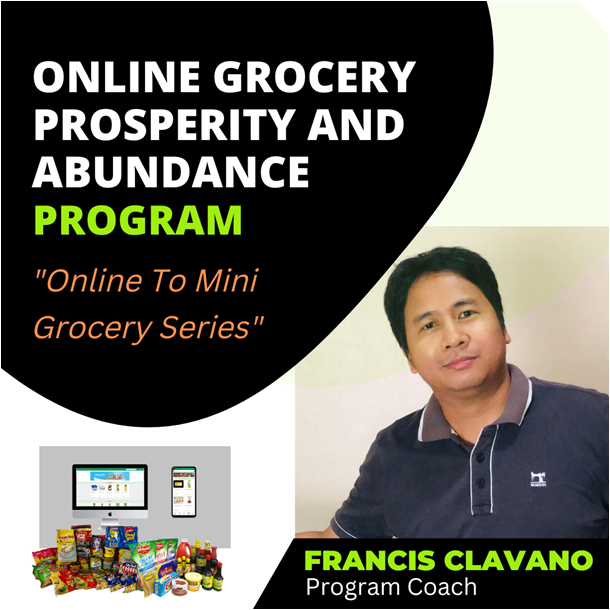 ONLINE GROCERY
PROSPERITY AND
ABUNDANCE
PROGRAM
"Online To Mini
Grocery Series"
FRANCIS CLAVANO
Program Coach